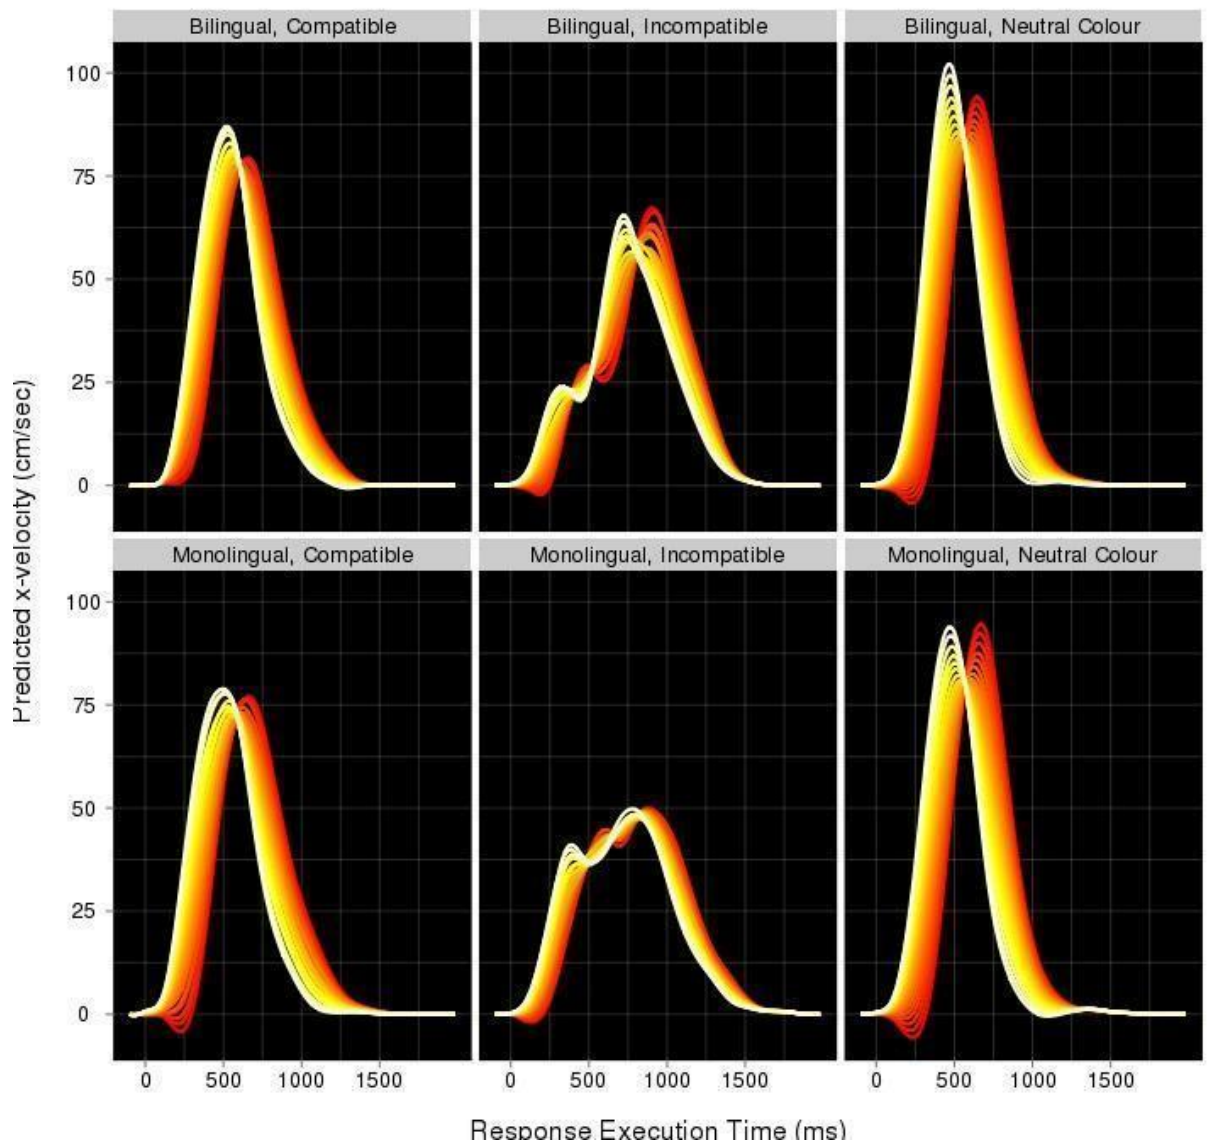 Bilingual, Compatible
Bilingual, Incompatible
Bilingual, Neutral Colour
100
75
50
25
0
Predicted x-velocity (cm/sec)
Monolingual, Compatible
Monolingual, Incompatible
Monolingual, Neutral Colour
100
75
50
25
0
0 500 1000 1500
0 500 1000 1500
0 500 1000 1500
Response Execution Time (ms)